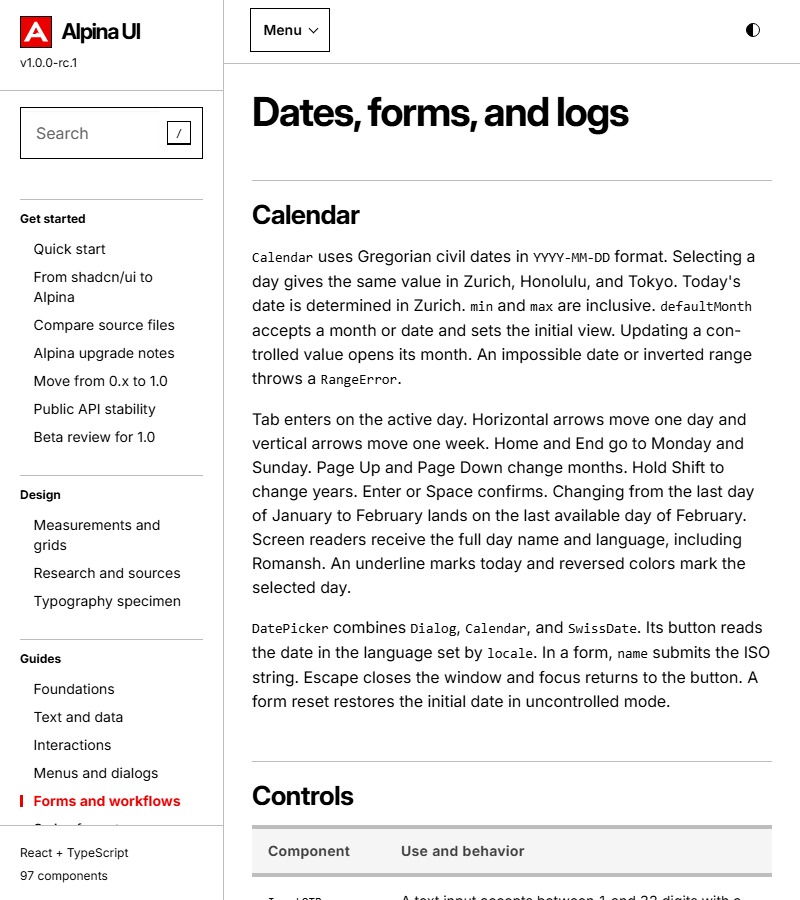 Alpina UI
v1.0.0-rc.1
Search
/
Get started
Quick start
From shadcn/ui to
Alpina
Compare source files
Alpina upgrade notes
Move from 0.x to 1.0
Public API stability
Beta review for 1.0
Design
Measurements and
grids
Research and sources
Typography specimen
Guides
Foundations
Text and data
Interactions
Menus and dialogs
Forms and workflows
React + TypeScript
97 components
Menu
Dates, forms, and logs
Calendar
Calendar uses Gregorian civil dates in YYYY-MM-DD format. Selecting a
day gives the same value in Zurich, Honolulu, and Tokyo. Today's
date is determined in Zurich. min and max are inclusive. defaultMonth
accepts a month or date and sets the initial view. Updating a con-
trolled value opens its month. An impossible date or inverted range
throws a RangeError.
Tab enters on the active day. Horizontal arrows move one day and
vertical arrows move one week. Home and End go to Monday and
Sunday. Page Up and Page Down change months. Hold Shift to
change years. Enter or Space confirms. Changing from the last day
of January to February lands on the last available day of February.
Screen readers receive the full day name and language, including
Romansh. An underline marks today and reversed colors mark the
selected day.
DatePicker combines Dialog, Calendar, and SwissDate. Its button reads
the date in the language set by locale. In a form, name submits the ISO
string. Escape closes the window and focus returns to the button. A
form reset restores the initial date in uncontrolled mode.
Controls
Component
Use and behavior
A text input accepts between 1 and 32 digits with a